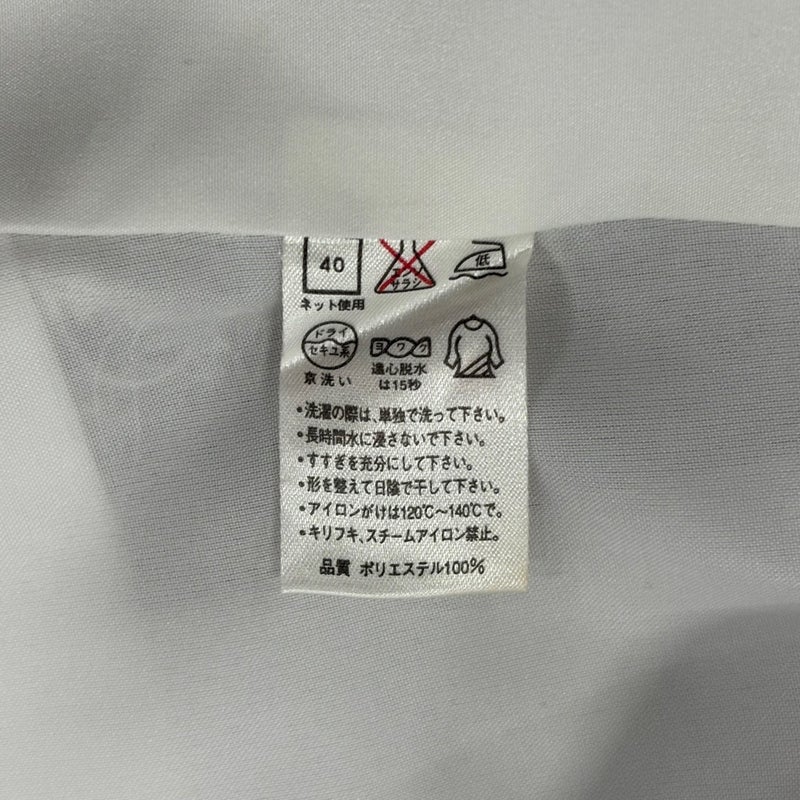 40
エンソ
サラシ
低
ネット使用
ドライ
セキユ系
ヨワク
京洗い
遠心脱水
は15秒
・洗濯の際は、単独で洗って下さい。
・長時間水に浸さないで下さい。
・すすぎを充分にして下さい。
・形を整えて日陰で干して下さい。
・アイロンがけは120℃〜140℃で。
・キリフキ、スチームアイロン禁止。
品質 ポリエステル100%